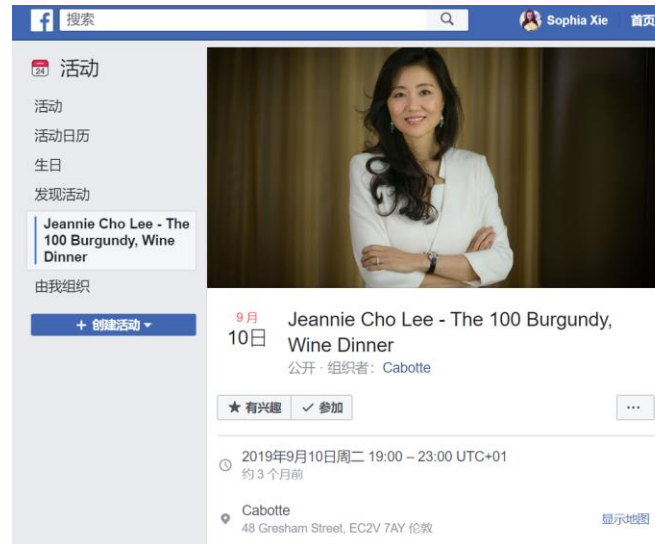 f 搜索 Sophia Xie 首页
24 活动
活动
活动日历
生日
发现活动
Jeannie Cho Lee - The
100 Burgundy, Wine
Dinner
由我组织
+ 创建活动
9月
10日
Jeannie Cho Lee - The 100 Burgundy,
Wine Dinner
公开 · 组织者： Cabotte
★ 有兴趣 ✓ 参加 ···
2019年9月10日周二 19:00 – 23:00 UTC+01
约 3 个月前
Cabotte
48 Gresham Street, EC2V 7AY 伦敦
显示地图